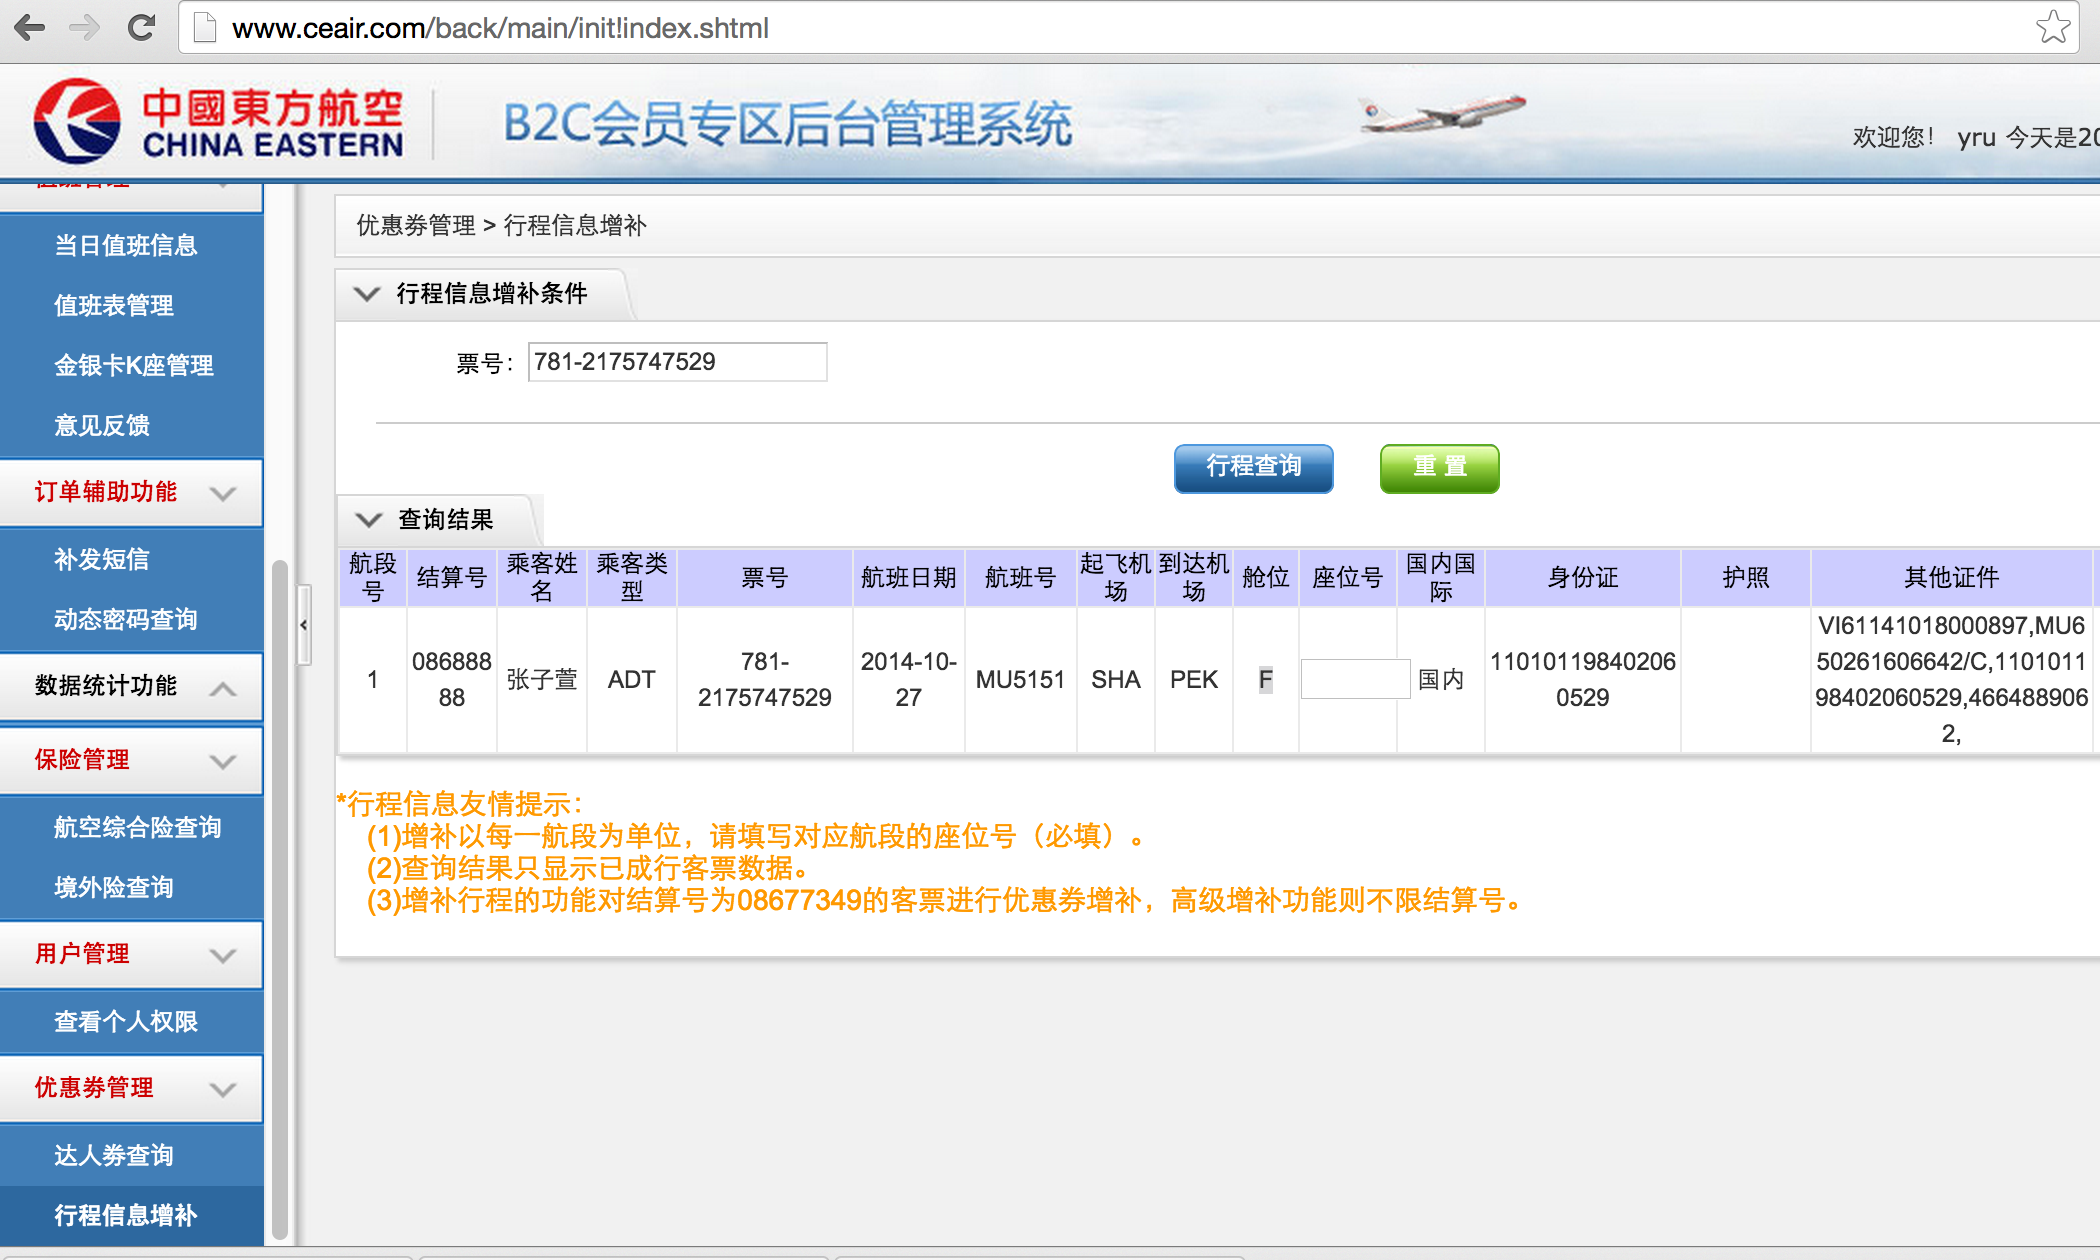 www.ceair.com/back/main/init!index.shtml
中國東方航空
CHINA EASTERN
B2C会员专区后台管理系统
欢迎您！ yru 今天是20
当日值班信息
值班表管理
金银卡K座管理
意见反馈
订单辅助功能
补发短信
动态密码查询
数据统计功能
保险管理
航空综合险查询
境外险查询
用户管理
查看个人权限
优惠券管理
达人券查询
行程信息增补
优惠券管理 > 行程信息增补
行程信息增补条件
票号： 781-2175747529
行程查询 重 置
查询结果
航段号 结算号 乘客姓名 乘客类型 票号 航班日期 航班号 起飞机场 到达机场 舱位 座位号 国内国际 身份证 护照 其他证件
1 08688888 张子萱 ADT 781-2175747529 2014-10-27 MU5151 SHA PEK F 国内 110101198402060529 VI61141018000897,MU650261606642/C,110101198402060529,4664889062,
*行程信息友情提示：
(1)增补以每一航段为单位，请填写对应航段的座位号（必填）。
(2)查询结果只显示已成行客票数据。
(3)增补行程的功能对结算号为08677349的客票进行优惠券增补，高级增补功能则不限结算号。